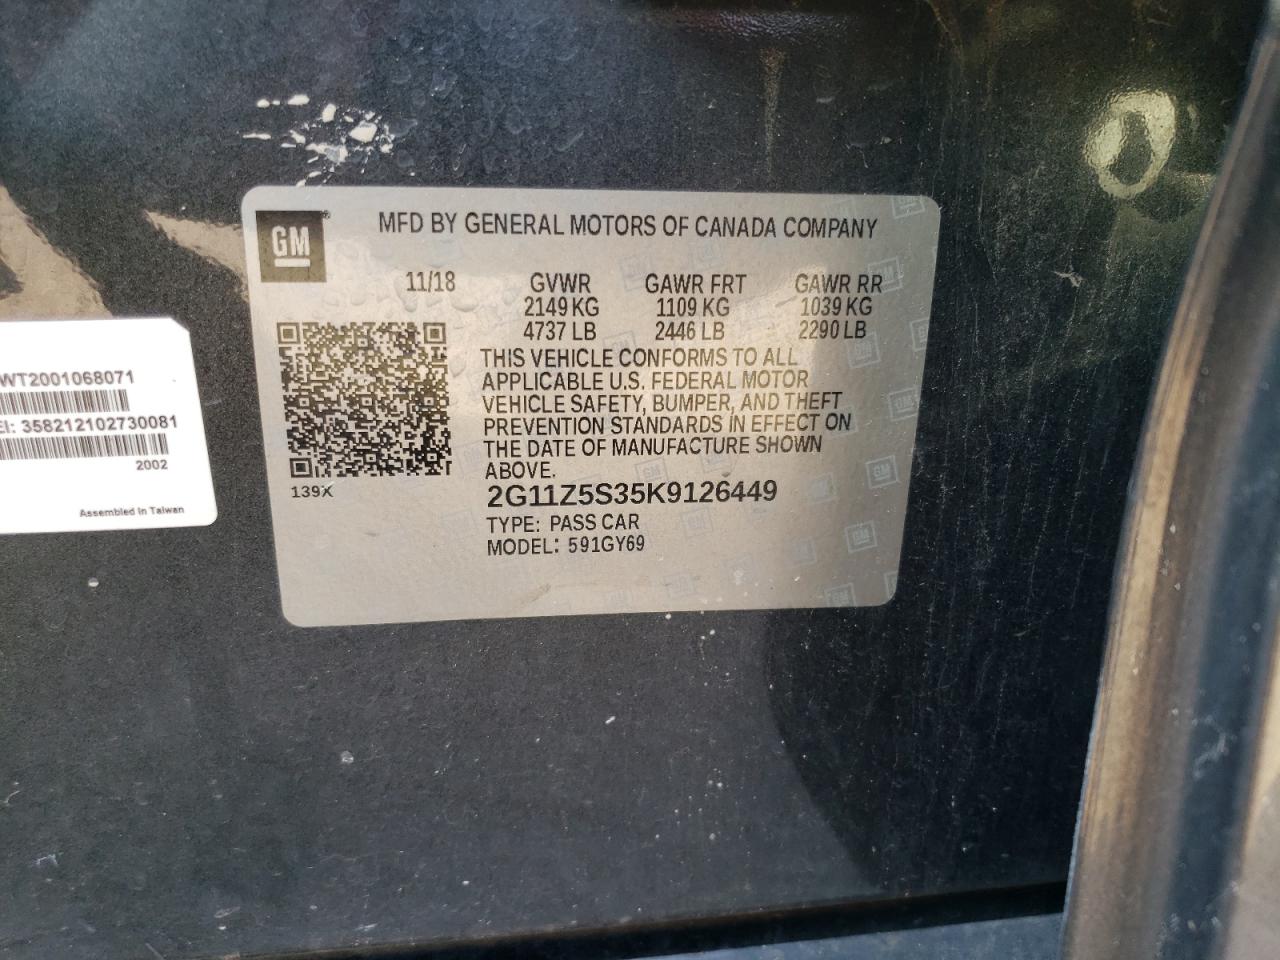 WT2001068071
EI: 358212102730081
2002
Assembled in Taiwan
GM
MFD BY GENERAL MOTORS OF CANADA COMPANY
11/18 GVWR GAWR FRT GAWR RR
2149 KG 1109 KG 1039 KG
4737 LB 2446 LB 2290 LB
THIS VEHICLE CONFORMS TO ALL
APPLICABLE U.S. FEDERAL MOTOR
VEHICLE SAFETY, BUMPER, AND THEFT
PREVENTION STANDARDS IN EFFECT ON
THE DATE OF MANUFACTURE SHOWN
ABOVE.
139X
2G11Z5S35K9126449
TYPE: PASS CAR
MODEL: 591GY69